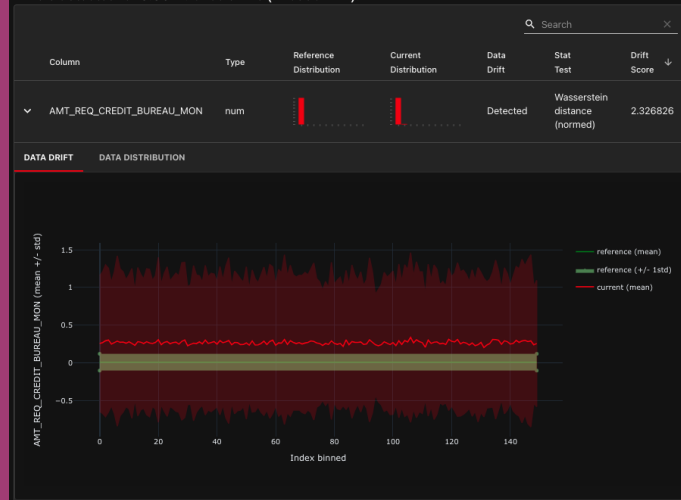 Search
Column
Type
Reference
Distribution
Current
Distribution
Data
Drift
Stat
Test
Drift
Score
AMT_REQ_CREDIT_BUREAU_MON
num
Detected
Wasserstein
distance
(normed)
2.326826
DATA DRIFT
DATA DISTRIBUTION
AMT_REQ_CREDIT_BUREAU_MON (mean +/- std)
1.5
1
0.5
0
−0.5
0
20
40
60
80
100
120
140
Index binned
reference (mean)
reference (+/- 1std)
current (mean)